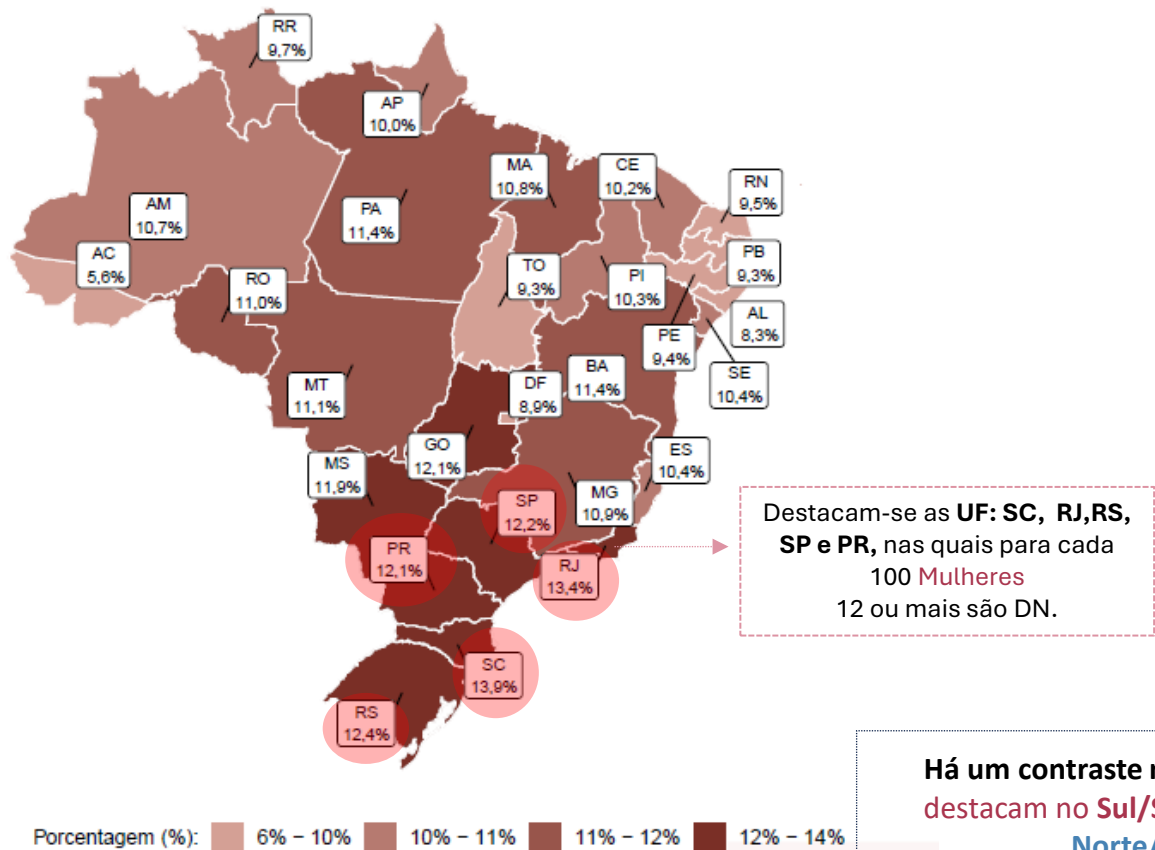 RR
9,7%
AP
10,0%
MA
10,8%
CE
10,2%
RN
9,5%
AM
10,7%
PA
11,4%
AC
5,6%
RO
11,0%
TO
9,3%
PI
10,3%
PB
9,3%
AL
8,3%
PE
9,4%
SE
10,4%
MT
11,1%
DF
8,9%
BA
11,4%
GO
12,1%
MS
11,9%
ES
10,4%
MG
10,9%
SP
12,2%
PR
12,1%
RJ
13,4%
SC
13,9%
RS
12,4%
Destacam-se as UF: SC, RJ,RS,
SP e PR, nas quais para cada
100 Mulheres
12 ou mais são DN.
Há um contraste
destacam no Sul/
Norte/
Porcentagem (%): 6% – 10% 10% – 11% 11% – 12% 12% – 14%